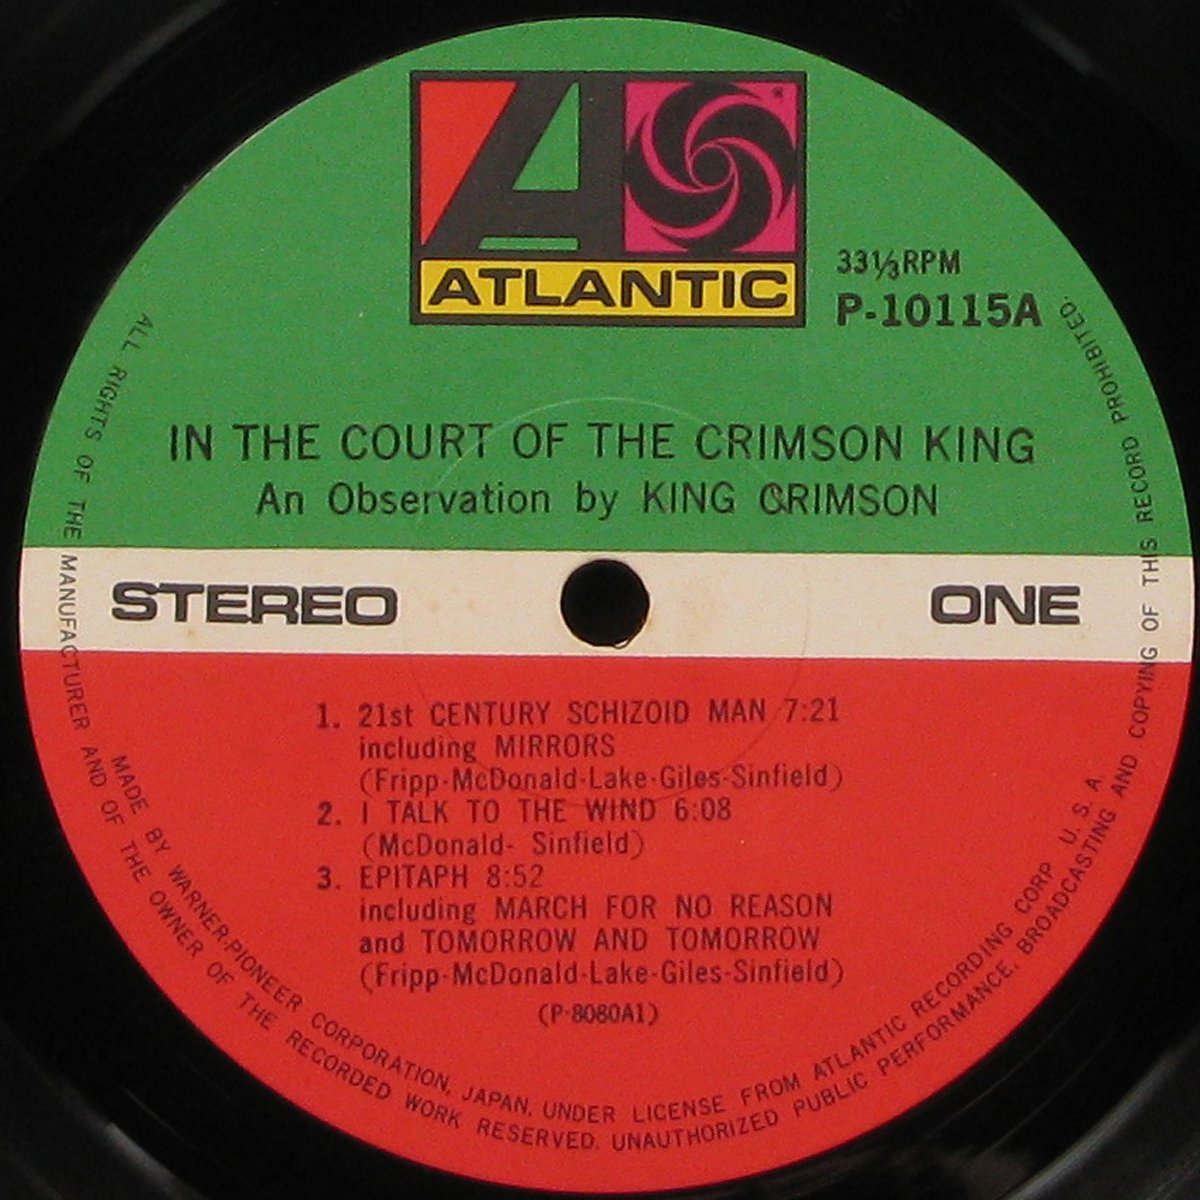 ATLANTIC
33⅓RPM
P-10115A
IN THE COURT OF THE CRIMSON KING
An Observation by KING CRIMSON
STEREO
ONE
1. 21st CENTURY SCHIZOID MAN 7:21
including MIRRORS
(Fripp-McDonald-Lake-Giles-Sinfield)
2. I TALK TO THE WIND 6:08
(McDonald- Sinfield)
3. EPITAPH 8:52
including MARCH FOR NO REASON
and TOMORROW AND TOMORROW
(Fripp-McDonald-Lake-Giles-Sinfield)
(P-8080A1)
MADE BY WARNER-PIONEER CORPORATION, JAPAN, UNDER LICENSE FROM ATLANTIC RECORDING CORP. U. S. A.
ALL RIGHTS OF THE MANUFACTURER AND OF THE OWNER OF THE RECORDED WORK RESERVED. UNAUTHORIZED PUBLIC PERFORMANCE, BROADCASTING AND COPYING OF THIS RECORD PROHIBITED.